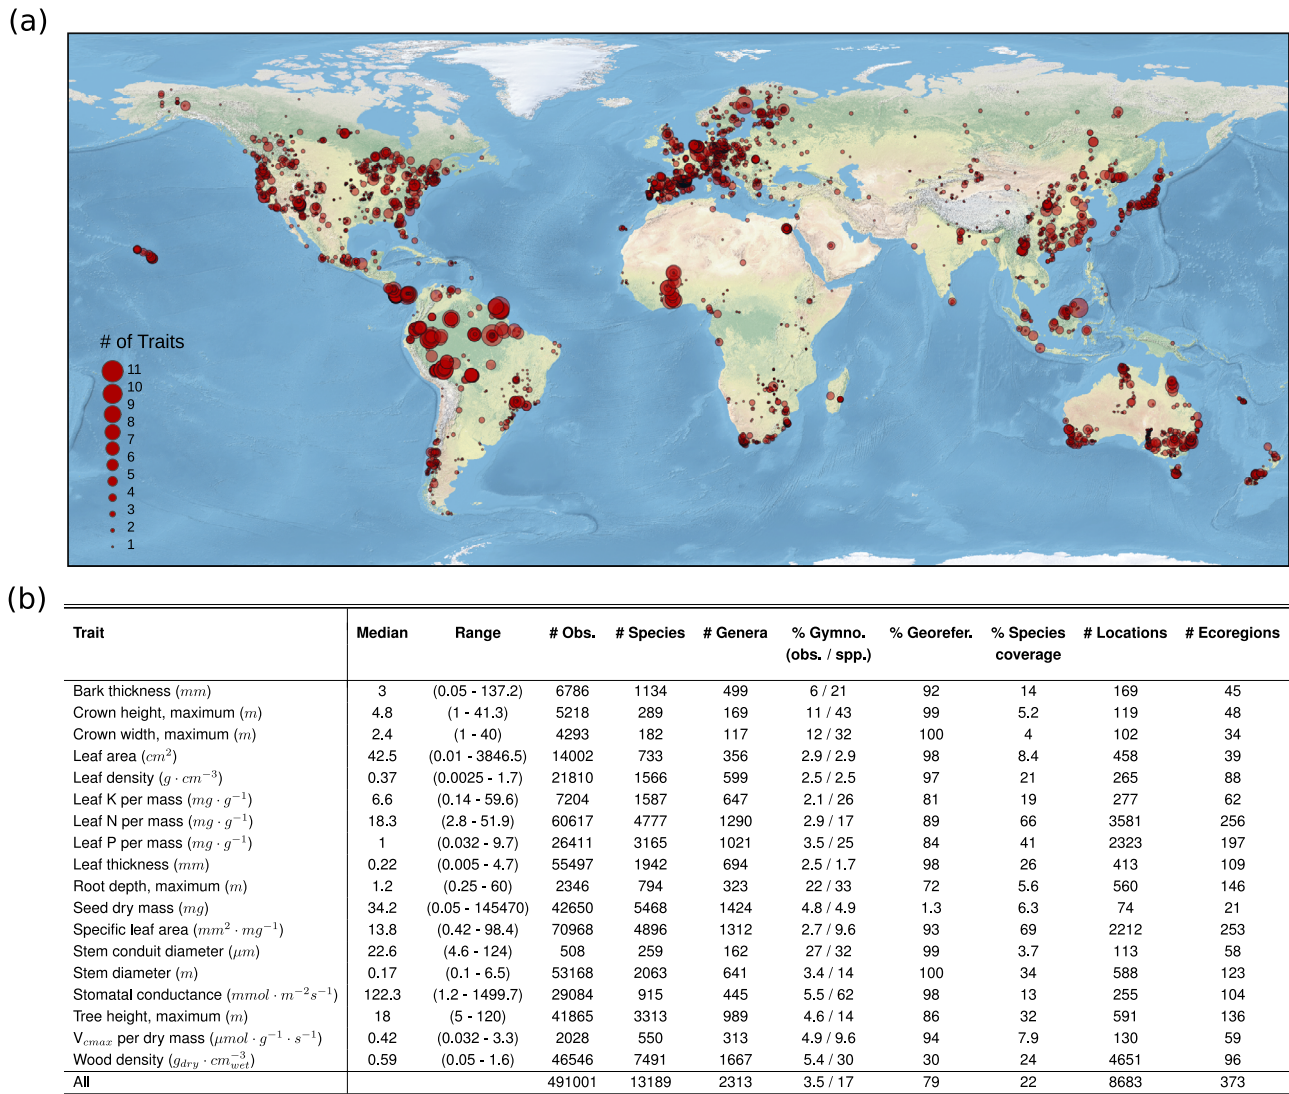 (a)
# of Traits
11
10
9
8
7
6
5
4
3
2
1
(b)
Trait Median Range # Obs. # Species # Genera % Gymno. (obs. / spp.) % Georefer. % Species coverage # Locations # Ecoregions
Bark thickness (mm) 3 (0.05 - 137.2) 6786 1134 499 6 / 21 92 14 169 45
Crown height, maximum (m) 4.8 (1 - 41.3) 5218 289 169 11 / 43 99 5.2 119 48
Crown width, maximum (m) 2.4 (1 - 40) 4293 182 117 12 / 32 100 4 102 34
Leaf area (cm²) 42.5 (0.01 - 3846.5) 14002 733 356 2.9 / 2.9 98 8.4 458 39
Leaf density (g · cm⁻³) 0.37 (0.0025 - 1.7) 21810 1566 599 2.5 / 2.5 97 21 265 88
Leaf K per mass (mg · g⁻¹) 6.6 (0.14 - 59.6) 7204 1587 647 2.1 / 26 81 19 277 62
Leaf N per mass (mg · g⁻¹) 18.3 (2.8 - 51.9) 60617 4777 1290 2.9 / 17 89 66 3581 256
Leaf P per mass (mg · g⁻¹) 1 (0.032 - 9.7) 26411 3165 1021 3.5 / 25 84 41 2323 197
Leaf thickness (mm) 0.22 (0.005 - 4.7) 55497 1942 694 2.5 / 1.7 98 26 413 109
Root depth, maximum (m) 1.2 (0.25 - 60) 2346 794 323 22 / 33 72 5.6 560 146
Seed dry mass (mg) 34.2 (0.05 - 145470) 42650 5468 1424 4.8 / 4.9 1.3 6.3 74 21
Specific leaf area (mm² · mg⁻¹) 13.8 (0.42 - 98.4) 70968 4896 1312 2.7 / 9.6 93 69 2212 253
Stem conduit diameter (µm) 22.6 (4.6 - 124) 508 259 162 27 / 32 99 3.7 113 58
Stem diameter (m) 0.17 (0.1 - 6.5) 53168 2063 641 3.4 / 14 100 34 588 123
Stomatal conductance (mmol · m⁻²s⁻¹) 122.3 (1.2 - 1499.7) 29084 915 445 5.5 / 62 98 13 255 104
Tree height, maximum (m) 18 (5 - 120) 41865 3313 989 4.6 / 14 86 32 591 136
V_cmax per dry mass (µmol · g⁻¹ · s⁻¹) 0.42 (0.032 - 3.3) 2028 550 313 4.9 / 9.6 94 7.9 130 59
Wood density (g_dry · cm⁻³_wet) 0.59 (0.05 - 1.6) 46546 7491 1667 5.4 / 30 30 24 4651 96
All 491001 13189 2313 3.5 / 17 79 22 8683 373